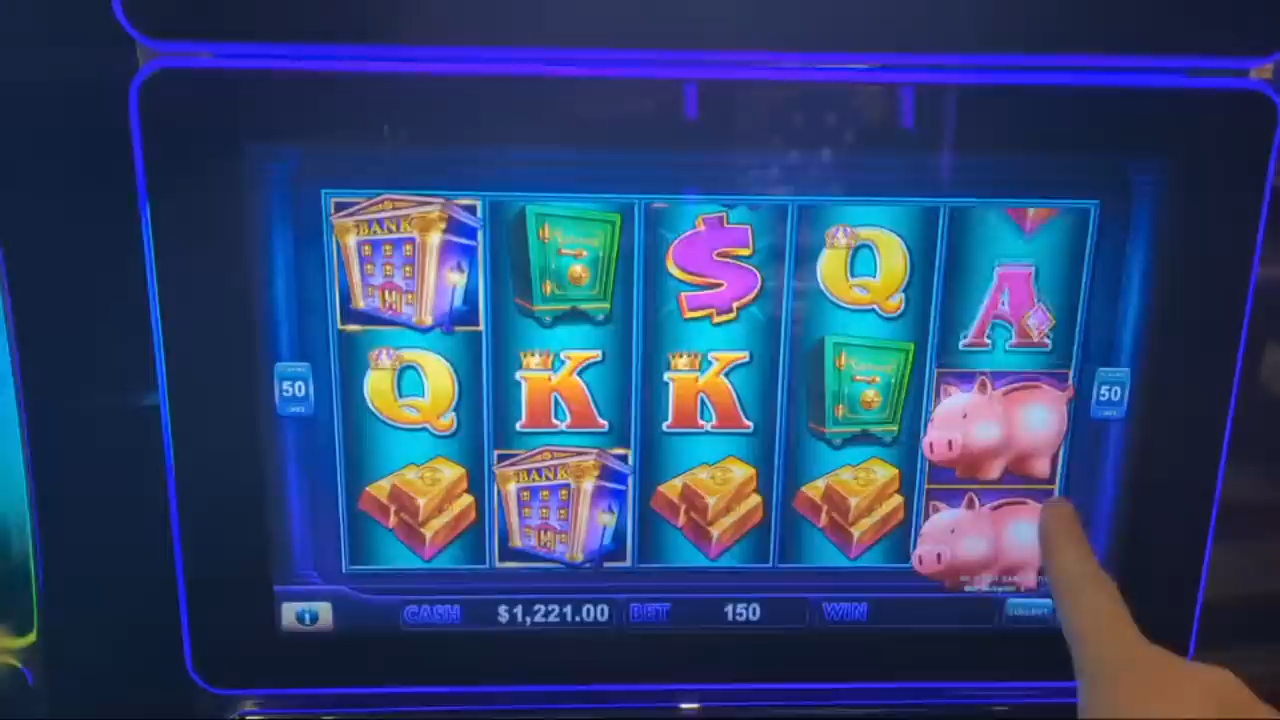 BANK
$ Q
A
Q K K
50 50
BANK
CASH $1,221.00 BET 150 WIN